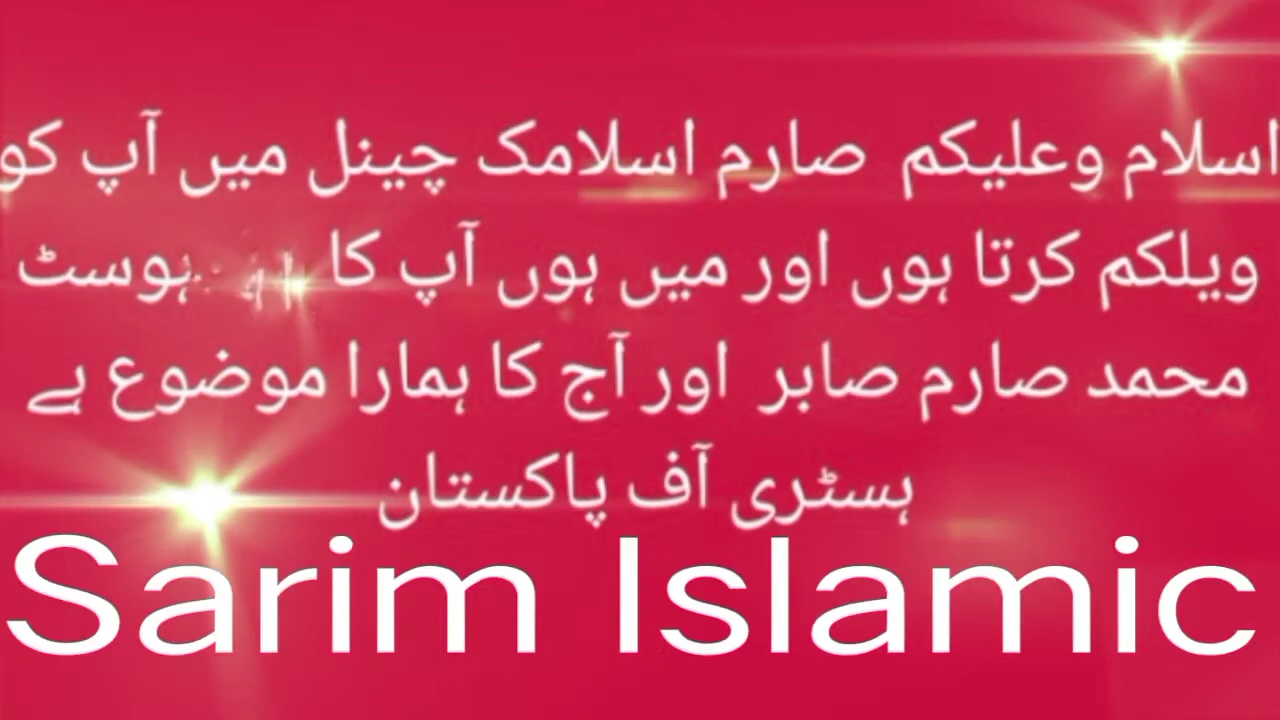 اسلام وعلیکم صارم اسلامک چینل میں آپ کو
ویلکم کرتا ہوں اور میں ہوں آپ کا ہوسٹ
محمد صارم صابر اور آج کا ہمارا موضوع ہے
ہسٹری آف پاکستان
Sarim Islamic